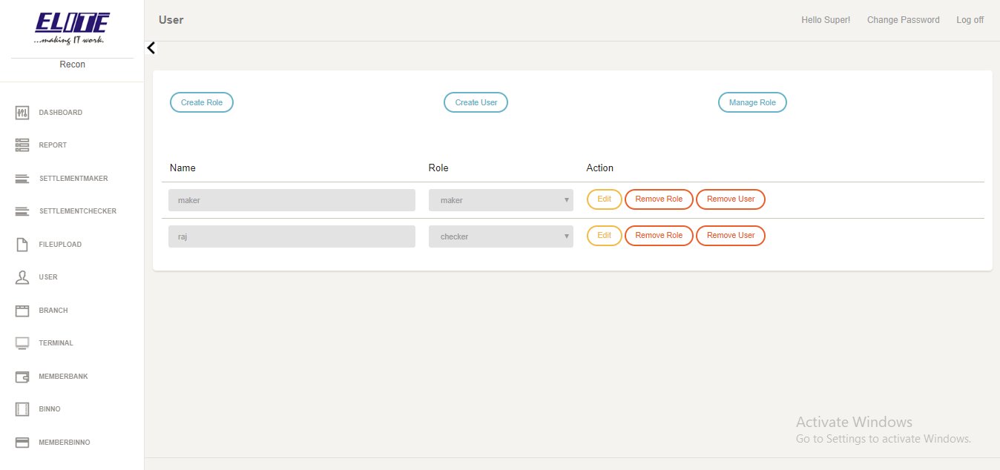 ELITE
...making IT work.
Recon
User
Hello Super! Change Password Log off
DASHBOARD
REPORT
SETTLEMENTMAKER
SETTLEMENTCHECKER
FILEUPLOAD
USER
BRANCH
TERMINAL
MEMBERBANK
BINNO
MEMBERBINNO
Create Role Create User Manage Role
Name Role Action
maker maker Edit Remove Role Remove User
raj checker Edit Remove Role Remove User
Activate Windows
Go to Settings to activate Windows.